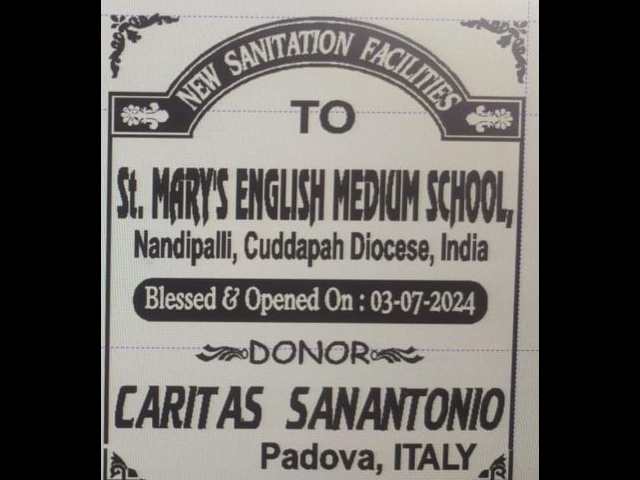 NEW SANITATION FACILITIES
TO
St. MARY'S ENGLISH MEDIUM SCHOOL,
Nandipalli, Cuddapah Diocese, India
Blessed & Opened On : 03-07-2024
DONOR
CARITAS SANANTONIO
Padova, ITALY